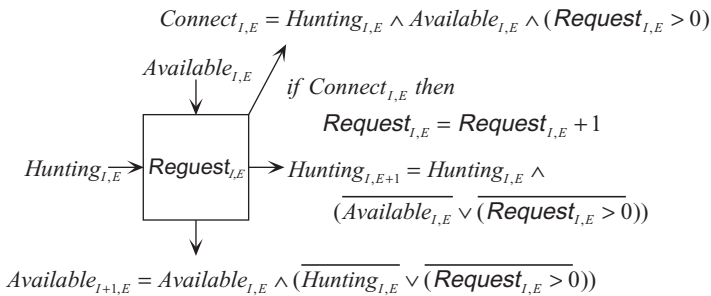 Connect_{I,E} = Hunting_{I,E} ∧ Available_{I,E} ∧ (Request_{I,E} > 0)
Available_{I,E}
if Connect_{I,E} then
Request_{I,E} = Request_{I,E} + 1
Hunting_{I,E}
Reguest_{I,E}
Hunting_{I,E+1} = Hunting_{I,E} ∧
(\overline{Available_{I,E}} ∨ \overline{(Request_{I,E} > 0)})
Available_{I+1,E} = Available_{I,E} ∧ (\overline{Hunting_{I,E}} ∨ \overline{(Request_{I,E} > 0)})